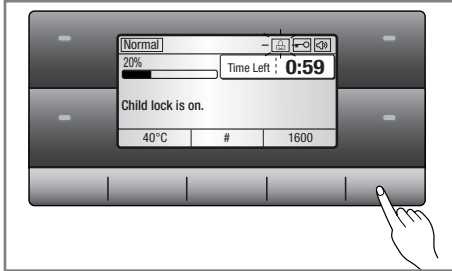 Normal
20%
Time Left 0:59
Child lock is on.
40°C # 1600